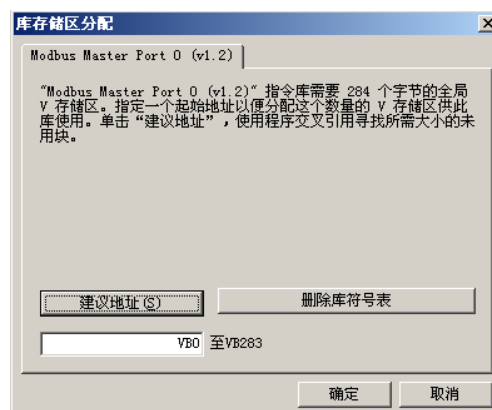 库存储区分配
Modbus Master Port 0 (v1.2)
“Modbus Master Port 0 (v1.2)” 指令库需要 284 个字节的全局
V 存储区。指定一个起始地址以便分配这个数量的 V 存储区供此
库使用。单击“建议地址”，使用程序交叉引用寻找所需大小的未
用块。
建议地址(S)
删除库符号表
VB0 至VB283
确定
取消